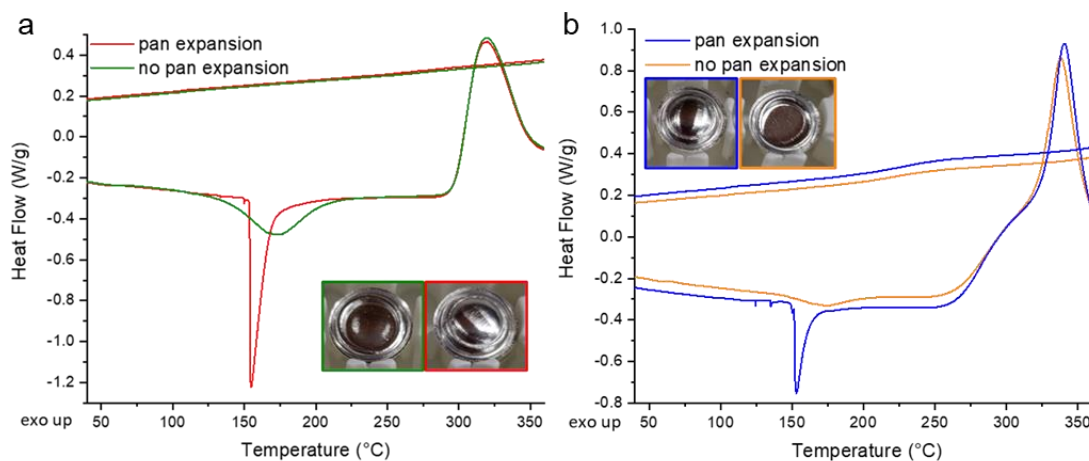 a
pan expansion
no pan expansion
Heat Flow (W/g)
0.4
0.2
0.0
-0.2
-0.4
-0.6
-0.8
-1.0
-1.2
exo up
50 100 150 200 250 300 350
Temperature (°C)
b
pan expansion
no pan expansion
Heat Flow (W/g)
1.0
0.8
0.6
0.4
0.2
0.0
-0.2
-0.4
-0.6
-0.8
exo up
50 100 150 200 250 300 350
Temperature (°C)